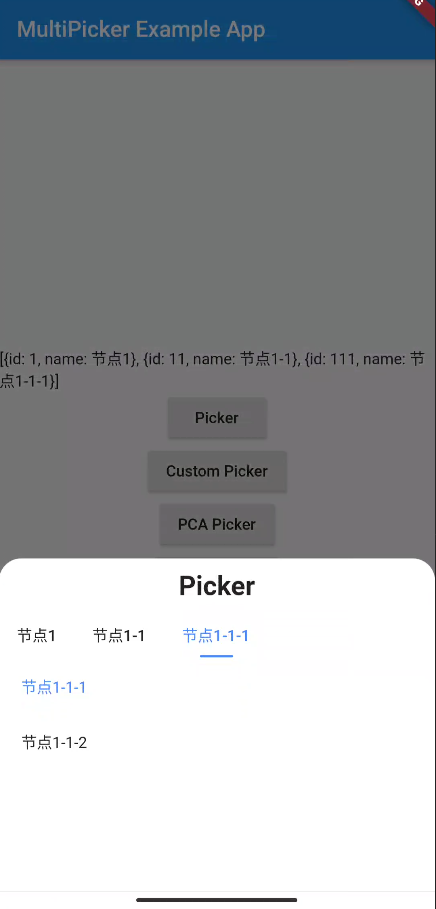 MultiPicker Example App
G
[{id: 1, name: 节点1}, {id: 11, name: 节点1-1}, {id: 111, name: 节
点1-1-1}]
Picker
Custom Picker
PCA Picker
Picker
节点1 节点1-1 节点1-1-1
节点1-1-1
节点1-1-2